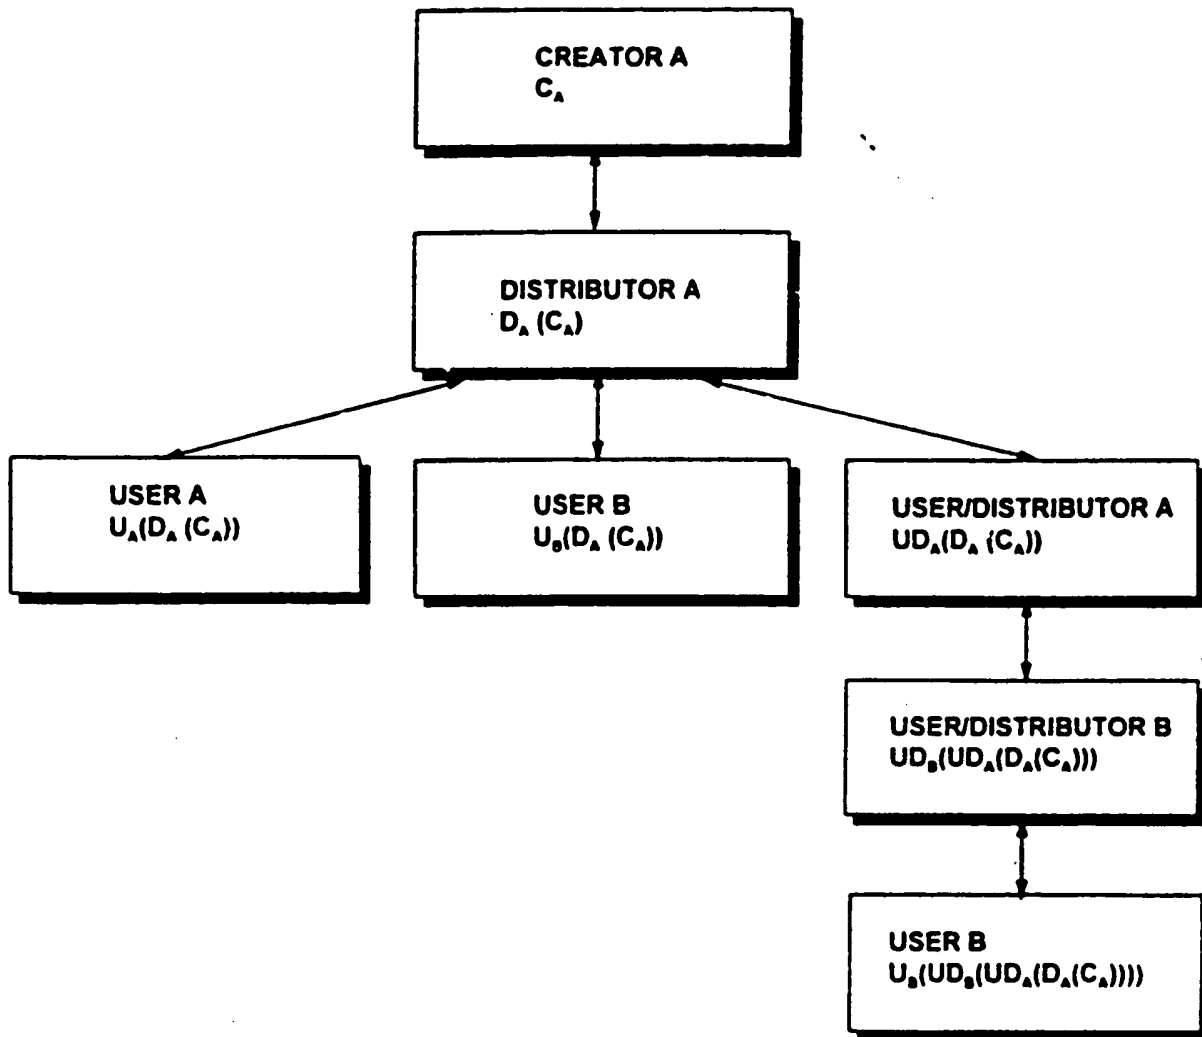 CREATOR A
C_A
DISTRIBUTOR A
D_A (C_A)
USER A
U_A(D_A (C_A))
USER B
U_B(D_A (C_A))
USER/DISTRIBUTOR A
UD_A(D_A (C_A))
USER/DISTRIBUTOR B
UD_B(UD_A(D_A(C_A)))
USER B
U_B(UD_B(UD_A(D_A(C_A))))